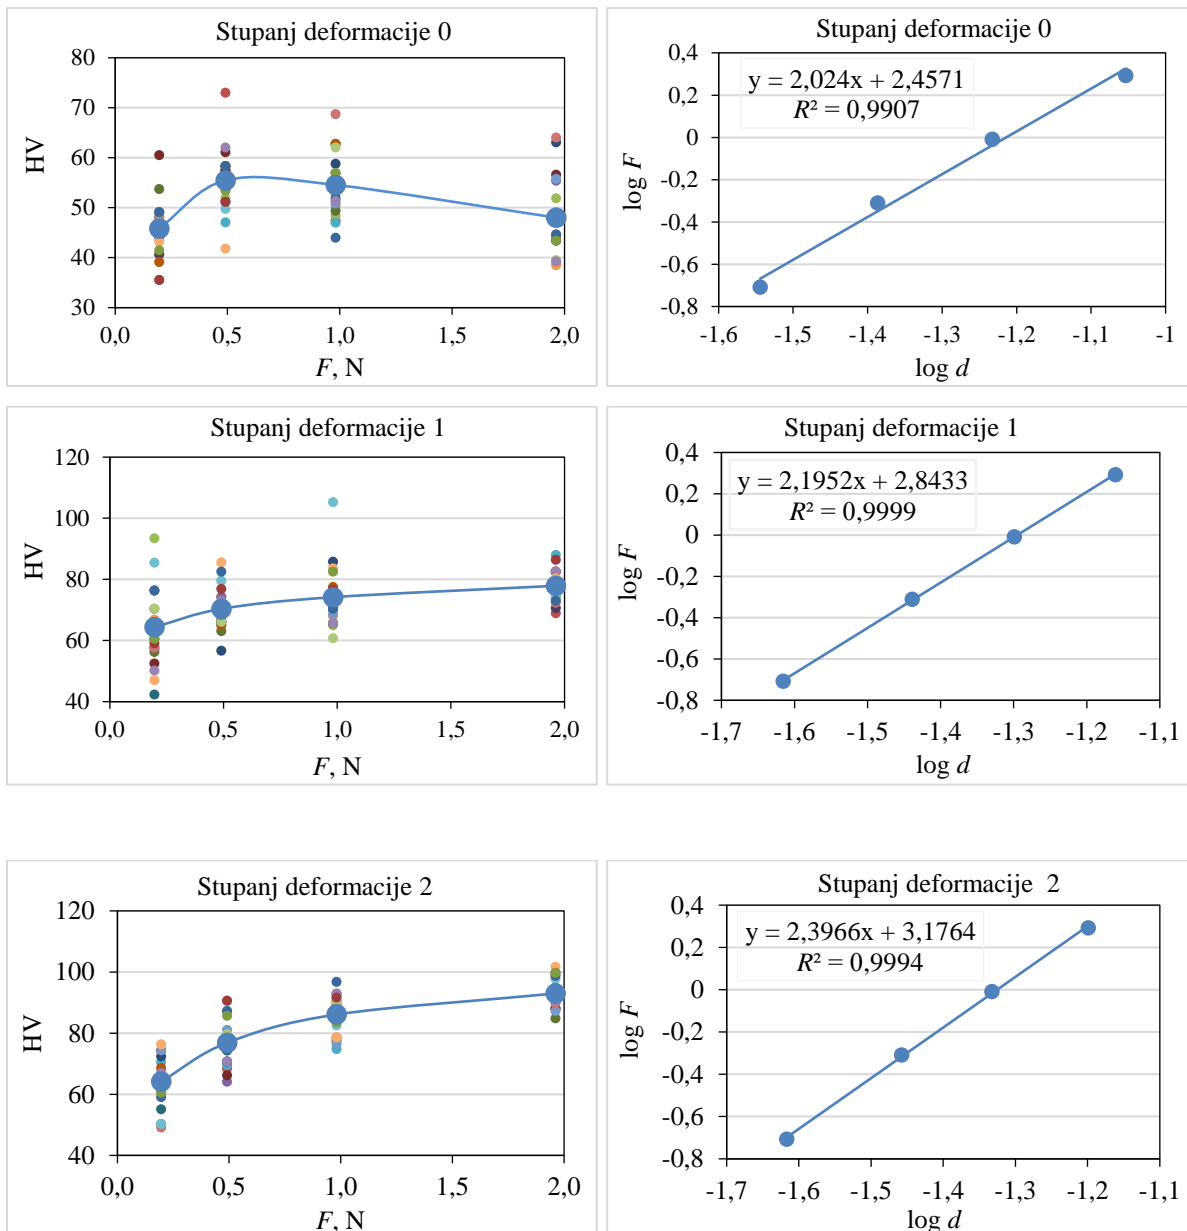 Stupanj deformacije 0
80
70
60
50
40
30
HV
0,0 0,5 1,0 1,5 2,0
F, N
Stupanj deformacije 0
0,4
0,2
0
-0,2
-0,4
-0,6
-0,8
log F
y = 2,024x + 2,4571
R² = 0,9907
-1,6 -1,5 -1,4 -1,3 -1,2 -1,1 -1
log d
Stupanj deformacije 1
120
100
80
60
40
HV
0,0 0,5 1,0 1,5 2,0
F, N
Stupanj deformacije 1
0,4
0,2
0
-0,2
-0,4
-0,6
-0,8
log F
y = 2,1952x + 2,8433
R² = 0,9999
-1,7 -1,6 -1,5 -1,4 -1,3 -1,2 -1,1
log d
Stupanj deformacije 2
120
100
80
60
40
HV
0,0 0,5 1,0 1,5 2,0
F, N
Stupanj deformacije 2
0,4
0,2
0
-0,2
-0,4
-0,6
-0,8
log F
y = 2,3966x + 3,1764
R² = 0,9994
-1,7 -1,6 -1,5 -1,4 -1,3 -1,2 -1,1
log d